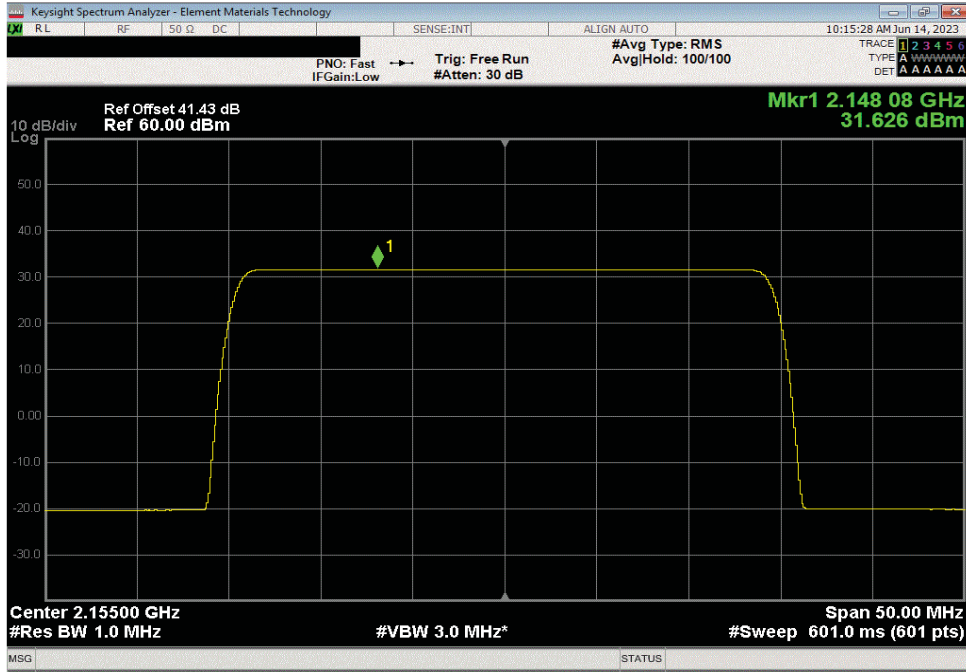 Keysight Spectrum Analyzer - Element Materials Technology
LXI RL RF 50 Ω DC SENSE:INT ALIGN AUTO 10:15:28 AM Jun 14, 2023
PNO: Fast
IFGain:Low
Trig: Free Run
#Atten: 30 dB
#Avg Type: RMS
Avg|Hold: 100/100
TRACE 1 2 3 4 5 6
TYPE A WWWWW
DET A A A A A A
Mkr1 2.148 08 GHz
31.626 dBm
Ref Offset 41.43 dB
10 dB/div Ref 60.00 dBm
Log
1
50.0
40.0
30.0
20.0
10.0
0.00
-10.0
-20.0
-30.0
Center 2.15500 GHz Span 50.00 MHz
#Res BW 1.0 MHz #VBW 3.0 MHz* #Sweep 601.0 ms (601 pts)
MSG STATUS